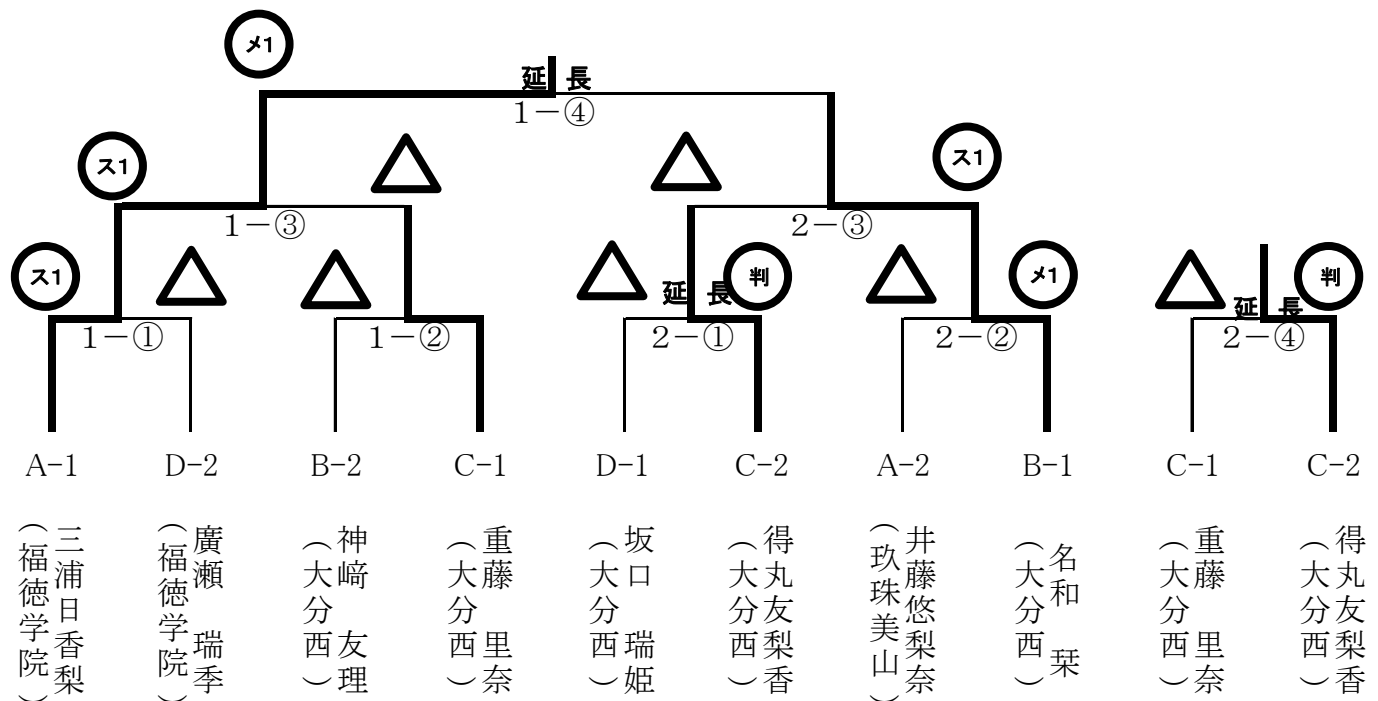 メ1
延 長
1-④
ス1
ス1
1-③
2-③
ス1
判
メ1
判
延 長
延 長
1-①
1-②
2-①
2-②
2-④
A-1
D-2
B-2
C-1
D-1
C-2
A-2
B-1
C-1
C-2
三浦日香梨
(福徳学院)
廣瀬 瑞季
(福徳学院)
神﨑 友理
(大分西)
重藤 里奈
(大分西)
坂口 瑞姫
(大分西)
得丸友梨香
(大分西)
井藤悠梨奈
(玖珠美山)
名和 栞
(大分西)
重藤 里奈
(大分西)
得丸友梨香
(大分西)